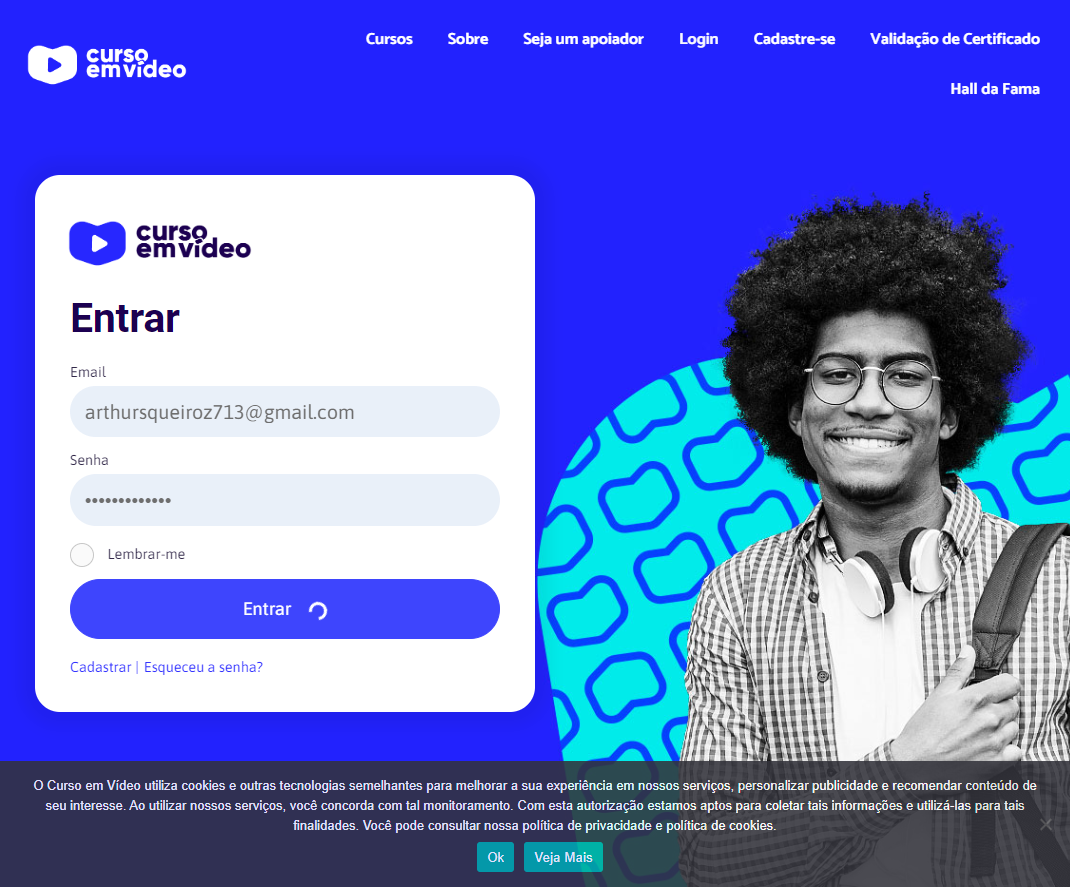 curso
em vídeo
Cursos Sobre Seja um apoiador Login Cadastre-se Validação de Certificado
Hall da Fama
curso
em vídeo
Entrar
Email
arthursqueiroz713@gmail.com
Senha
•••••••••••••
Lembrar-me
Entrar
Cadastrar | Esqueceu a senha?
O Curso em Vídeo utiliza cookies e outras tecnologias semelhantes para melhorar a sua experiência em nossos serviços, personalizar publicidade e recomendar conteúdo de
seu interesse. Ao utilizar nossos serviços, você concorda com tal monitoramento. Com esta autorização estamos aptos para coletar tais informações e utilizá-las para tais
finalidades. Você pode consultar nossa política de privacidade e política de cookies.
Ok Veja Mais